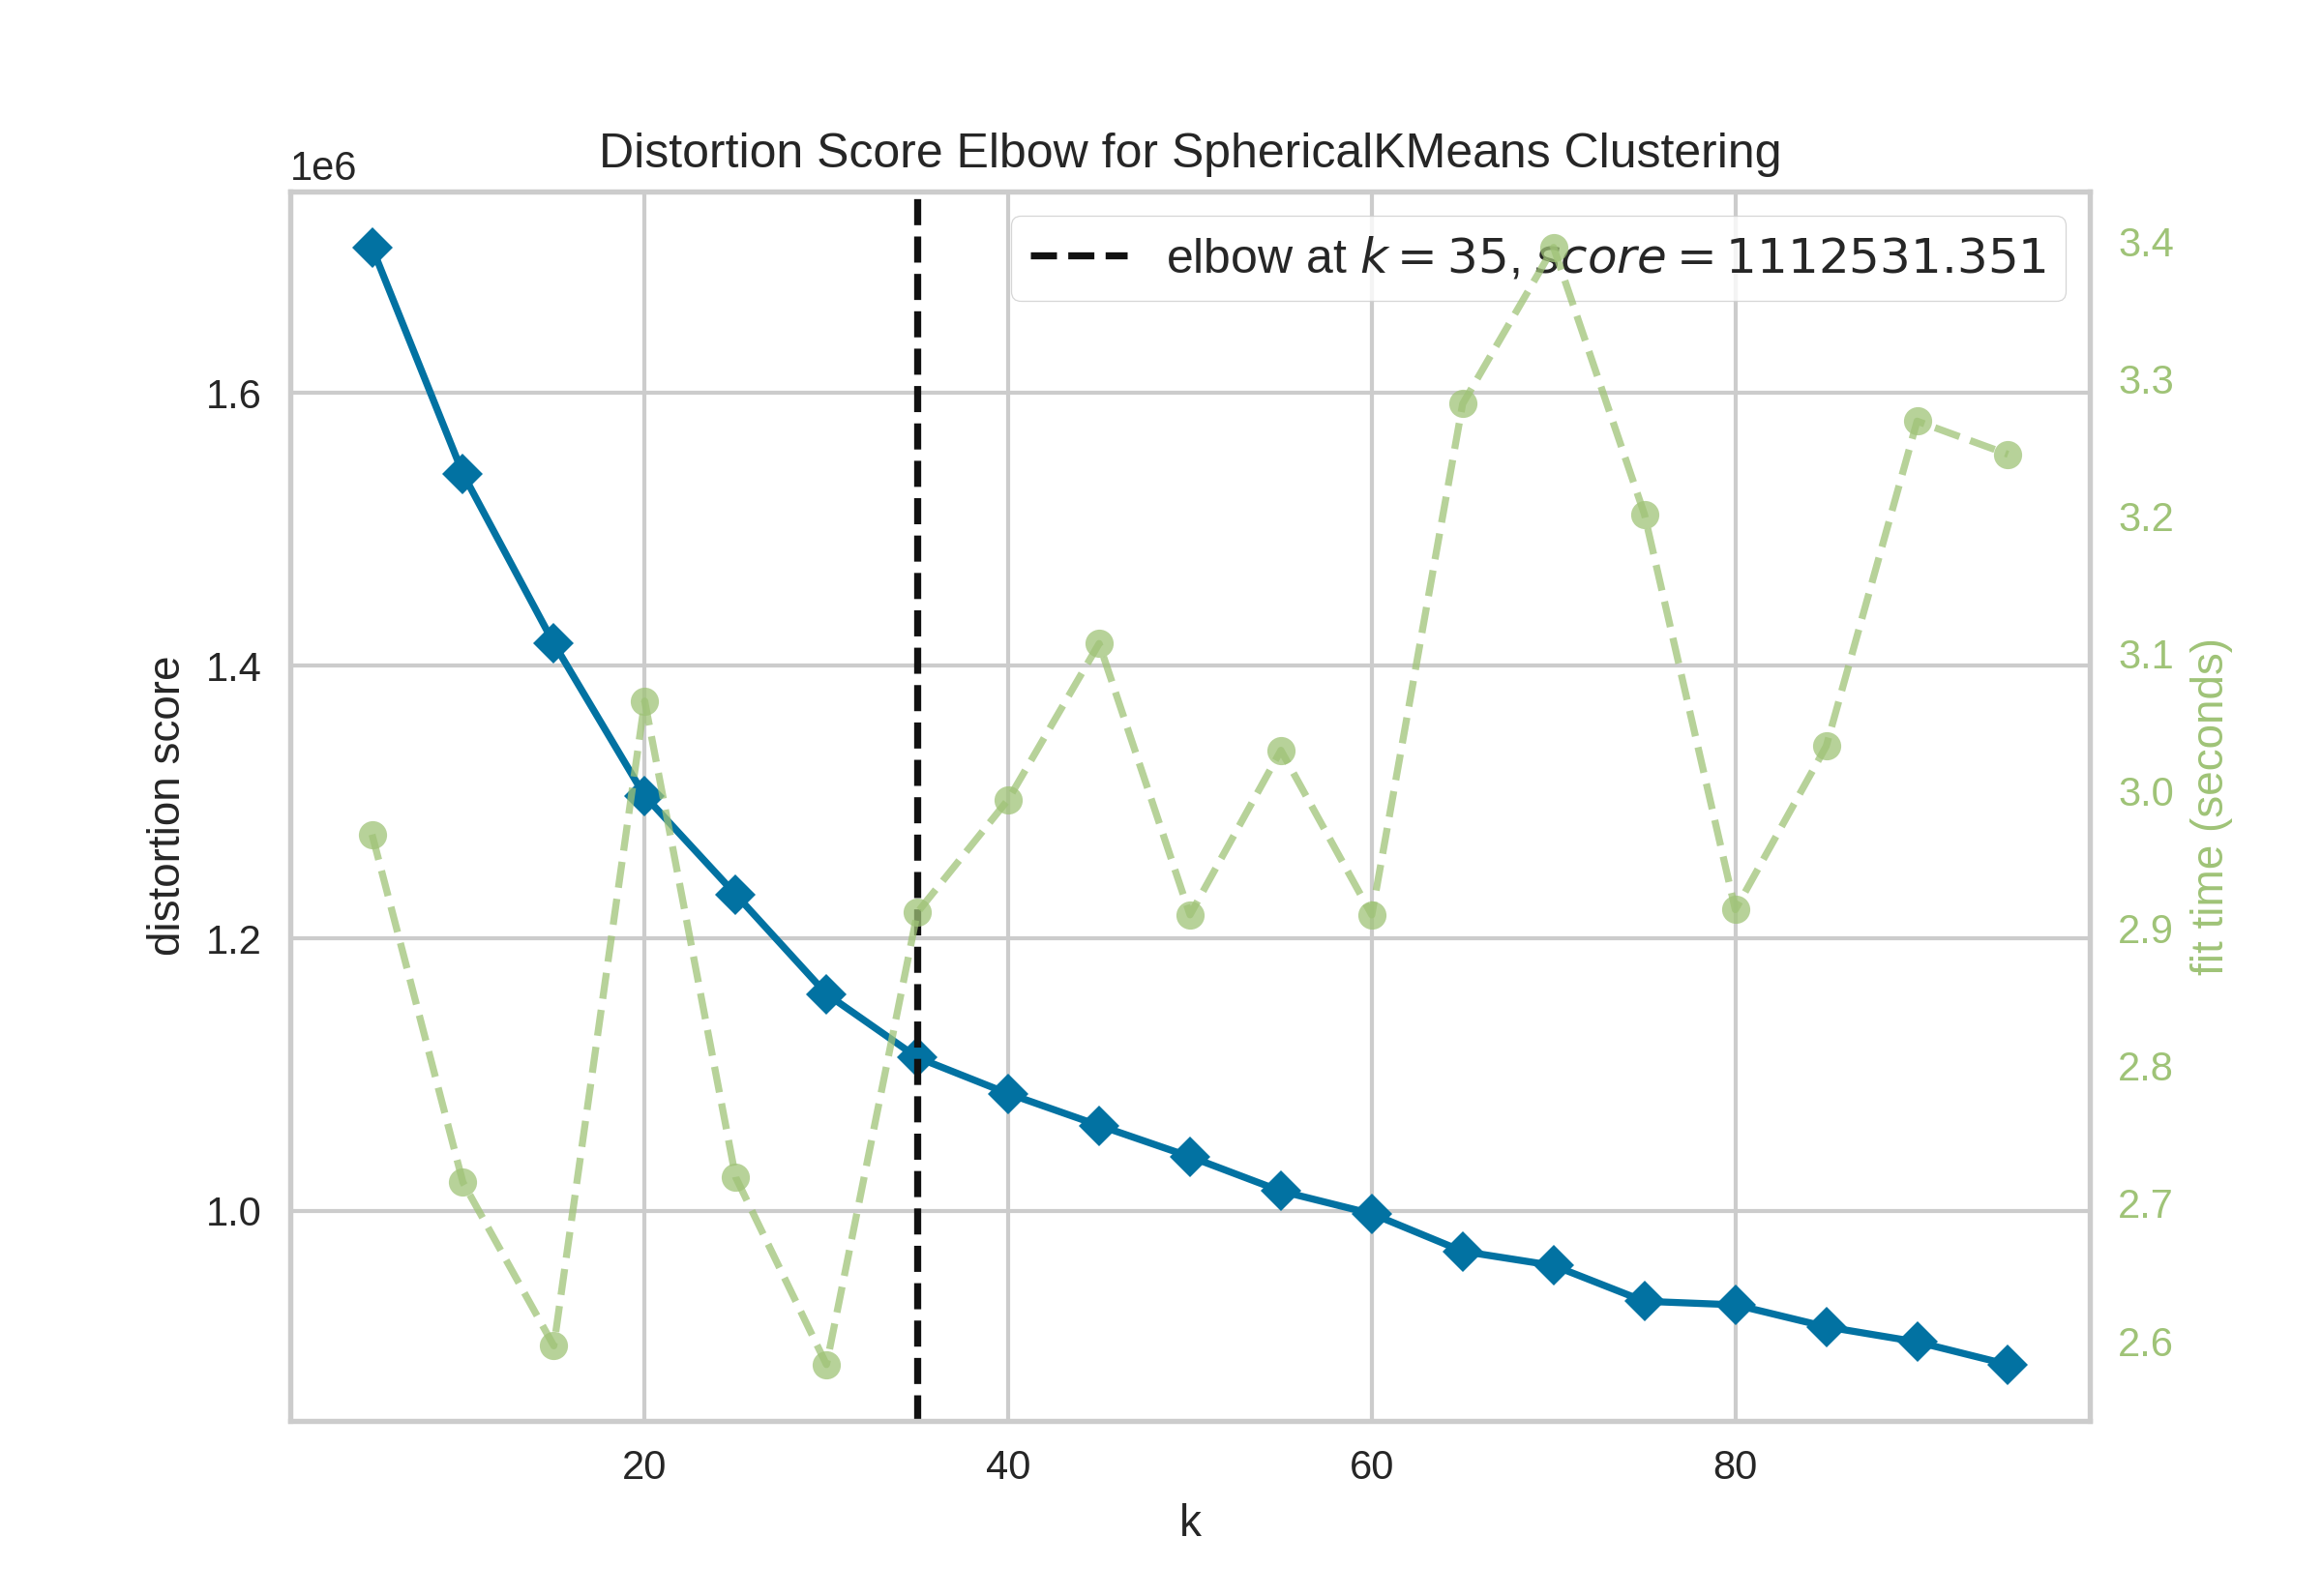 Distortion Score Elbow for SphericalKMeans Clustering
1e6
elbow at k = 35, score = 1112531.351
1.6
1.4
1.2
1.0
distortion score
3.4
3.3
3.2
3.1
3.0
2.9
2.8
2.7
2.6
fit time (seconds)
20 40 60 80
k